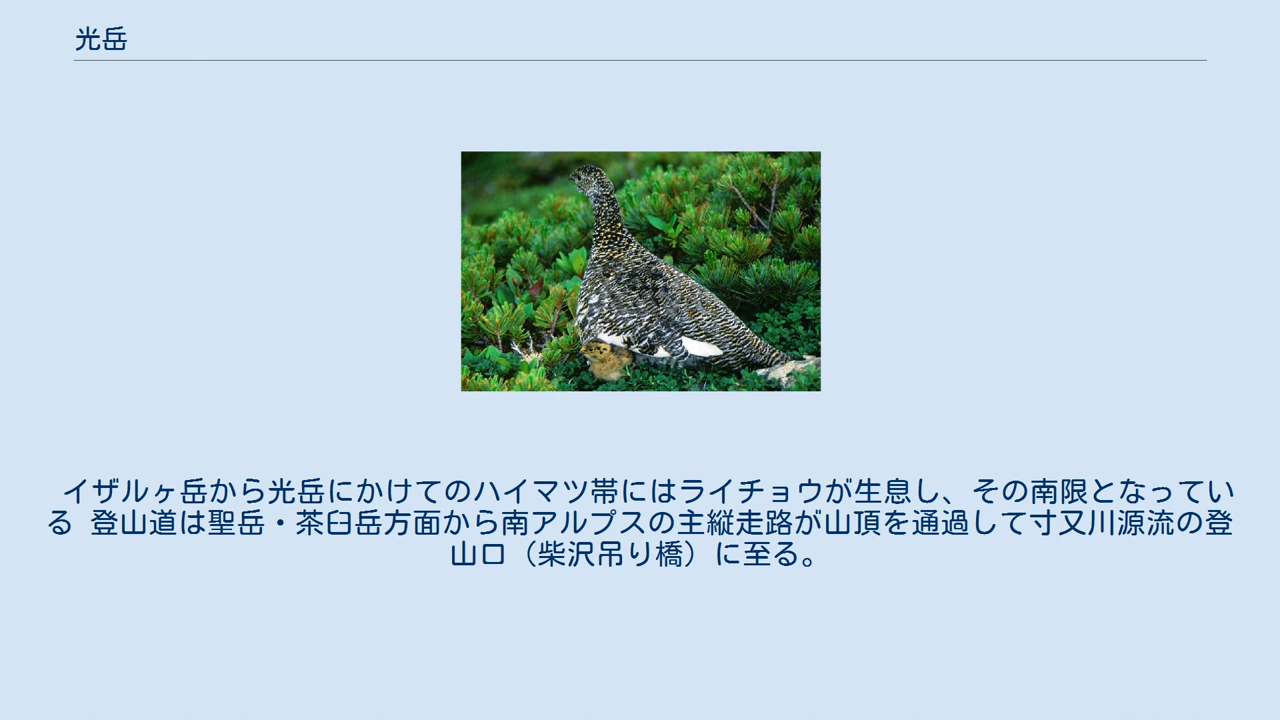 光岳
イザルヶ岳から光岳にかけてのハイマツ帯にはライチョウが生息し、その南限となってい
る 登山道は聖岳・茶臼岳方面から南アルプスの主縦走路が山頂を通過して寸又川源流の登
山口（柴沢吊り橋）に至る。